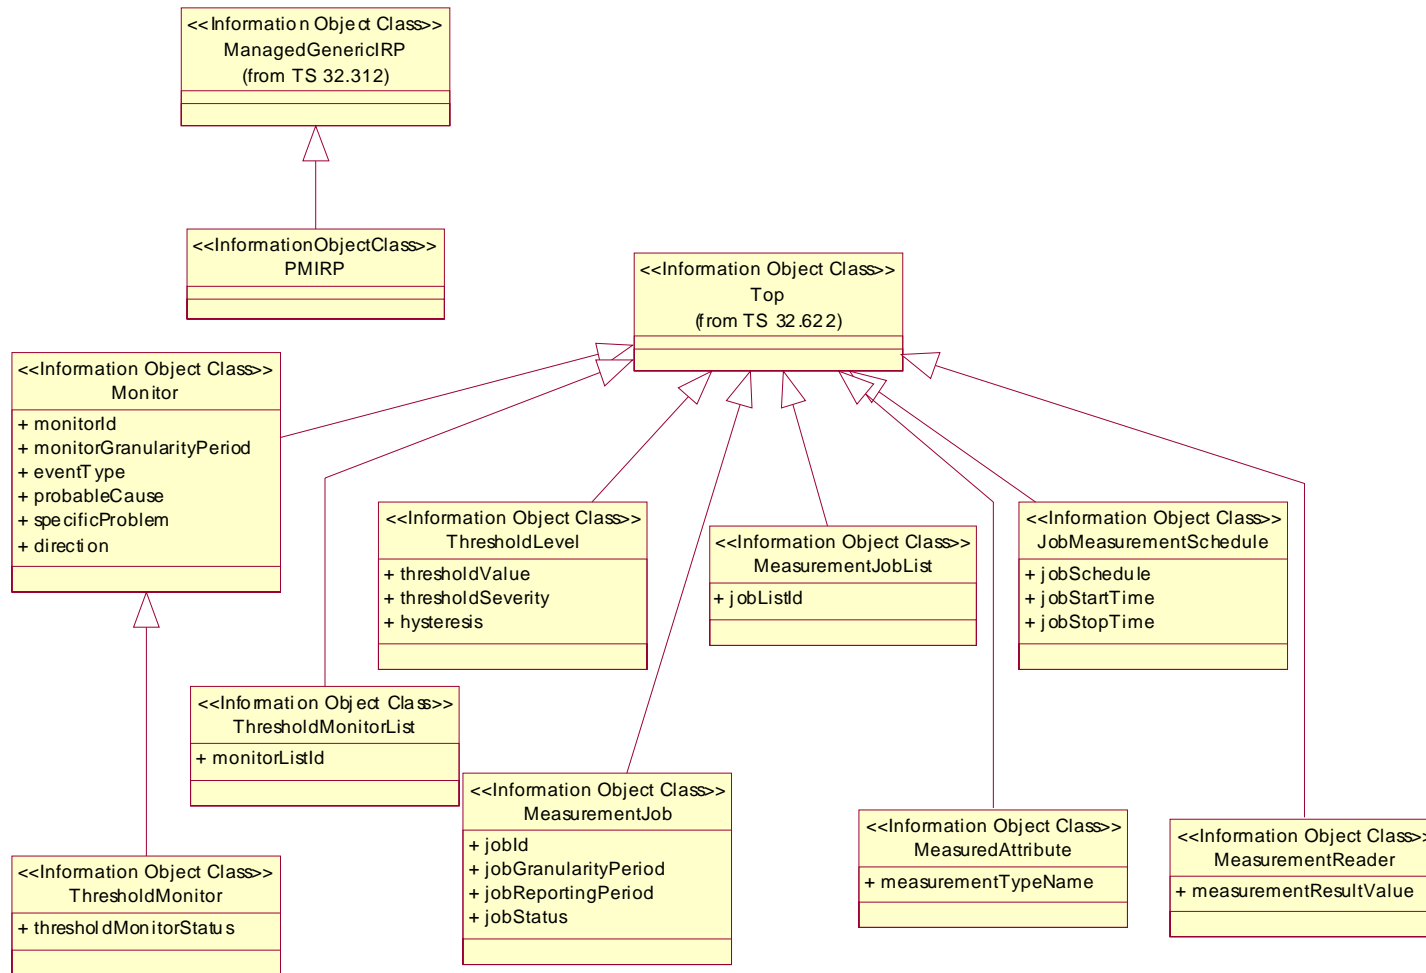 <<Information Object Class>>
ManagedGenericIRP
(from TS 32.312)
<<InformationObjectClass>>
PMIRP
<<Information Object Class>>
Top
(from TS 32.622)
<<Information Object Class>>
Monitor
+ monitorId
+ monitorGranularityPeriod
+ eventType
+ probableCause
+ specificProblem
+ direction
<<Information Object Class>>
ThresholdLevel
+ thresholdValue
+ thresholdSeverity
+ hysteresis
<<Information Object Class>>
MeasurementJobList
+ jobListId
<<Information Object Class>>
JobMeasurementSchedule
+ jobSchedule
+ jobStartTime
+ jobStopTime
<<Information Object Class>>
ThresholdMonitorList
+ monitorListId
<<Information Object Class>>
MeasurementJob
+ jobId
+ jobGranularityPeriod
+ jobReportingPeriod
+ jobStatus
<<Information Object Class>>
MeasuredAttribute
+ measurementTypeName
<<Information Object Class>>
MeasurementReader
+ measurementResultValue
<<Information Object Class>>
ThresholdMonitor
+ thresholdMonitorStatus